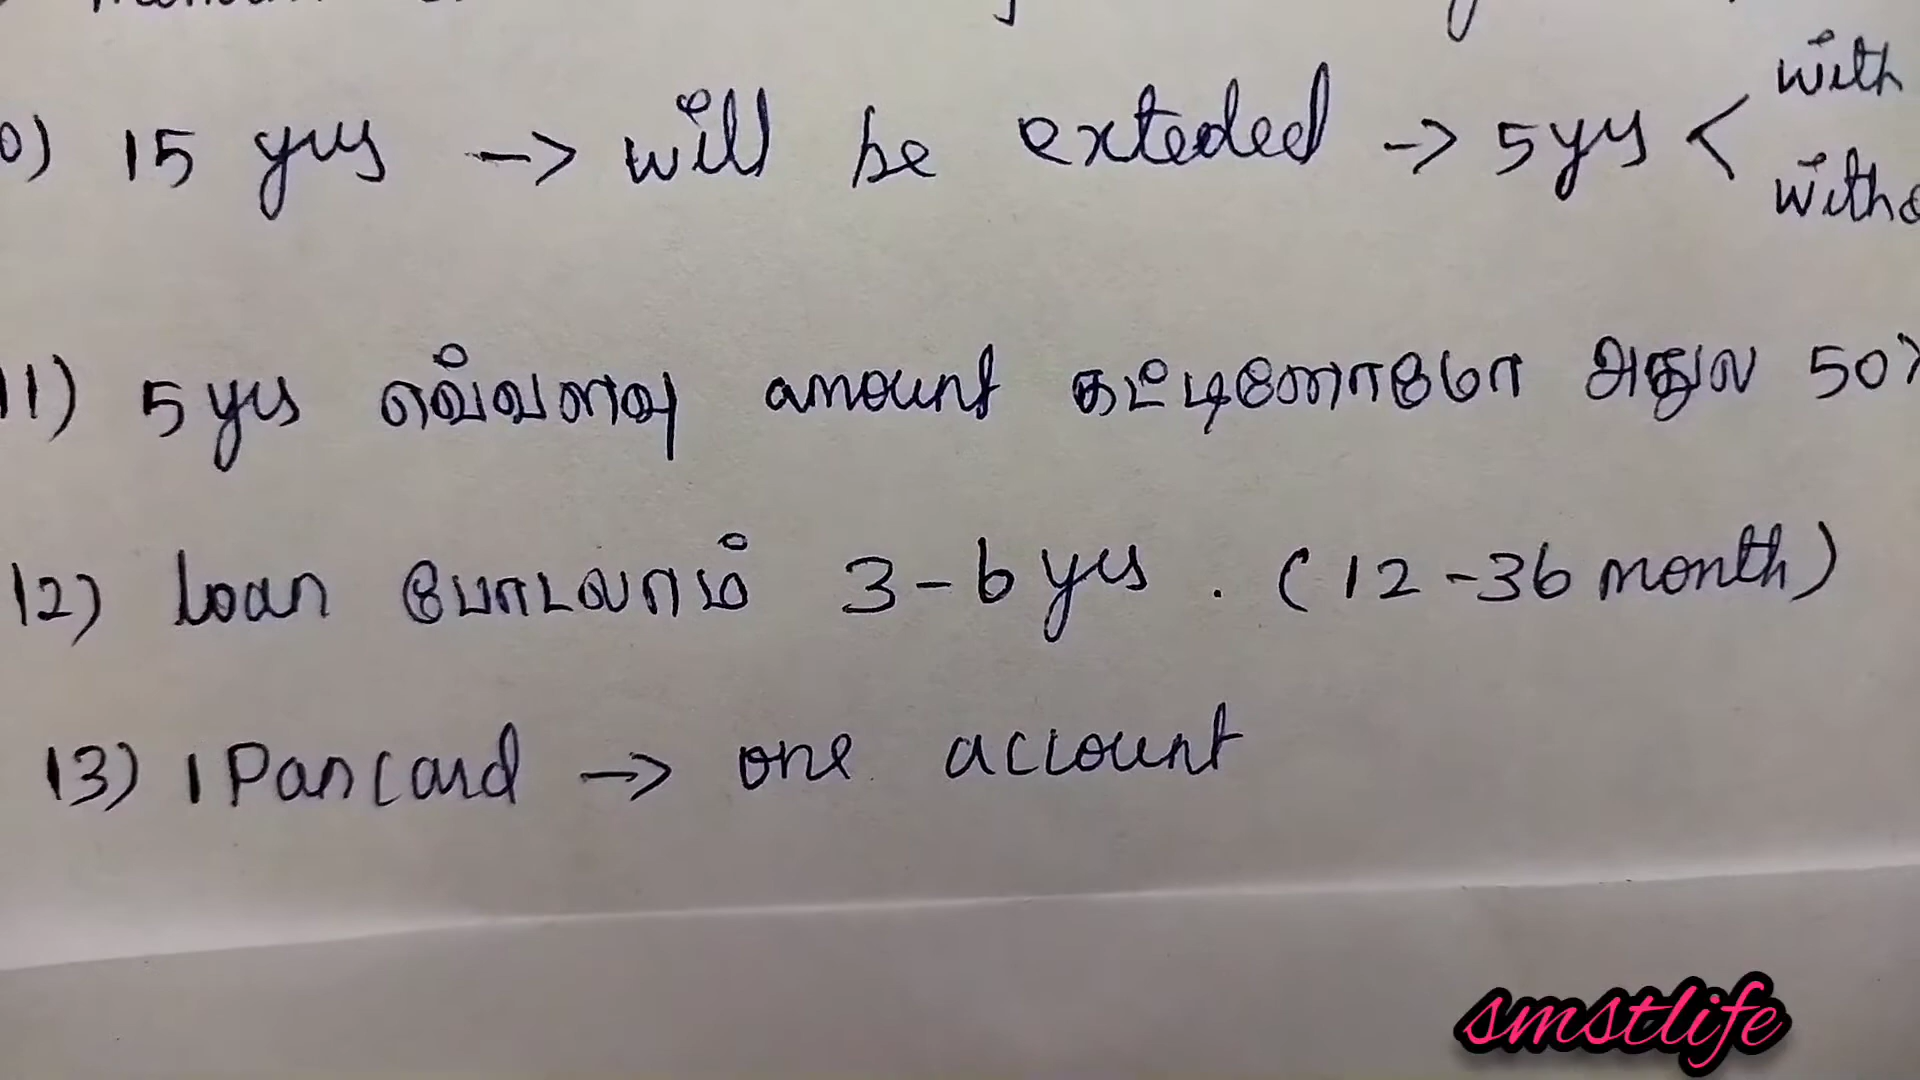 with
0) 15 yrs -> will be exteded -> 5 yrs <
11) 5 yrs எவ்வளவு amount கட்டினோமோ அதுல 50%
12) loan போடலாம் 3-6 yrs. (12-36 month)
13) 1 Pancard -> one account
smstlife